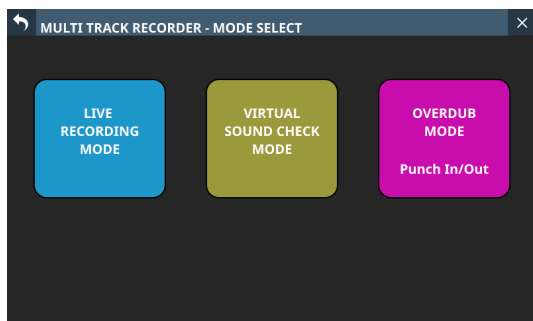 MULTI TRACK RECORDER - MODE SELECT
LIVE
RECORDING
MODE
VIRTUAL
SOUND CHECK
MODE
OVERDUB
MODE
Punch In/Out